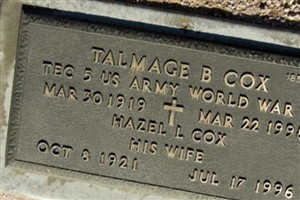 TALMAGE B COX
TEC 5 US ARMY WORLD WAR
MAR 30 1919 MAR 22 1996
HAZEL L COX
HIS WIFE
OCT 8 1921 JUL 17 1996